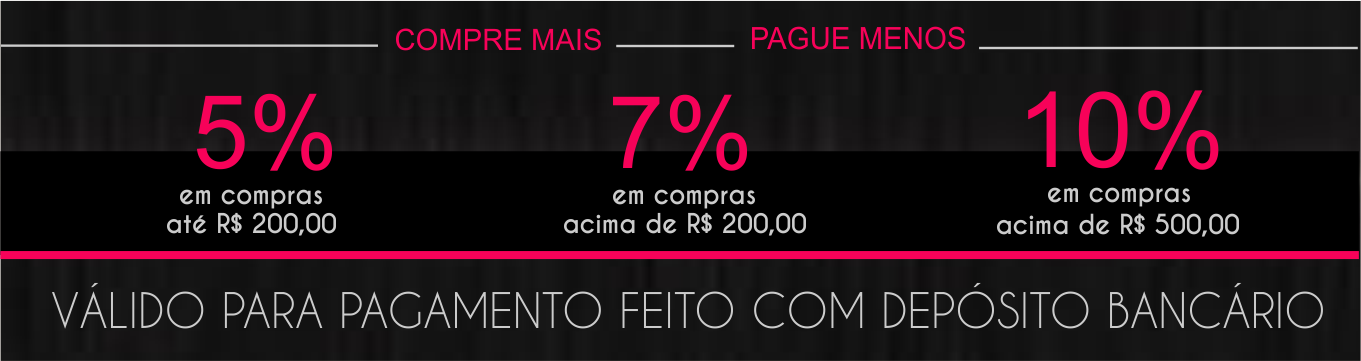 COMPRE MAIS PAGUE MENOS
5%
em compras
até R$ 200,00
7%
em compras
acima de R$ 200,00
10%
em compras
acima de R$ 500,00
VÁLIDO PARA PAGAMENTO FEITO COM DEPÓSITO BANCÁRIO